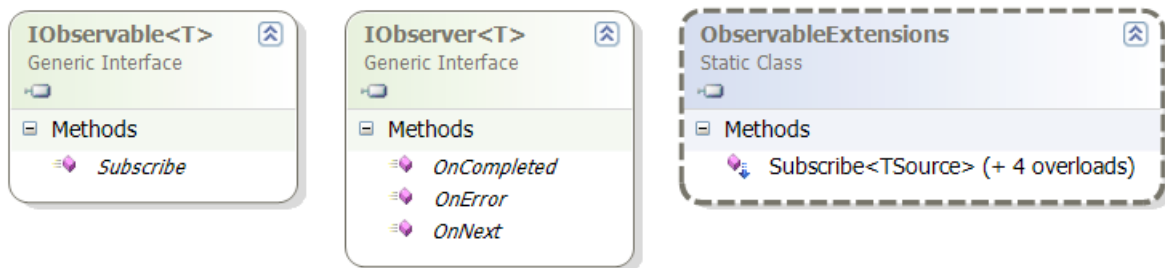 IObservable<T>
Generic Interface
Methods
Subscribe
IObserver<T>
Generic Interface
Methods
OnCompleted
OnError
OnNext
ObservableExtensions
Static Class
Methods
Subscribe<TSource> (+ 4 overloads)